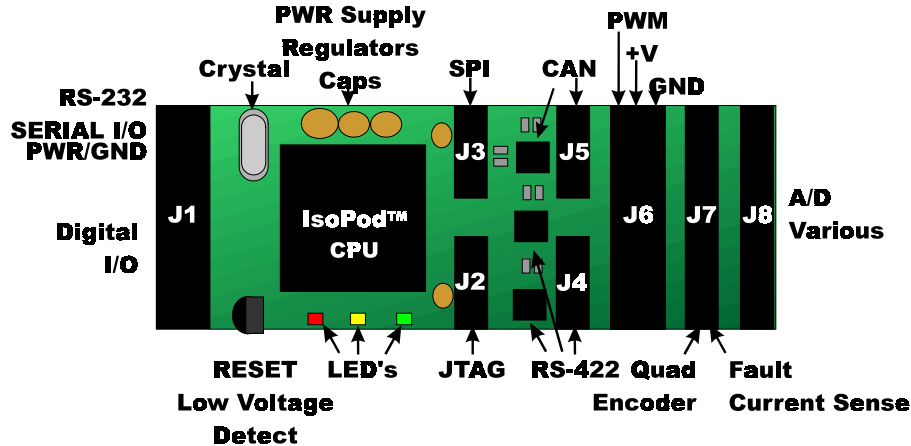 PWR Supply
Regulators
Caps
Crystal
SPI
CAN
PWM
+V
GND
RS-232
SERIAL I/O
PWR/GND
Digital
I/O
J1
IsoPod™
CPU
J3
J2
J5
J4
J6
J7
J8
A/D
Various
RESET
Low Voltage
Detect
LED's
JTAG
RS-422
Quad
Encoder
Fault
Current Sense